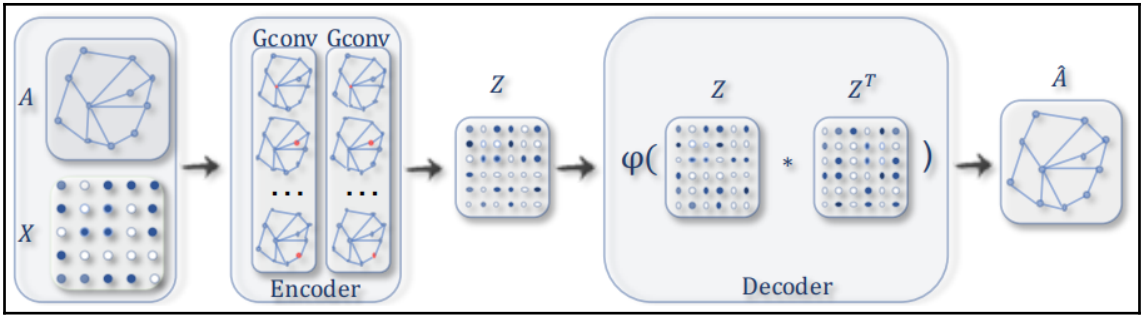 A
X
Gconv Gconv
...
...
Encoder
Z
φ(
Z
*
Z^T
)
Decoder
Â